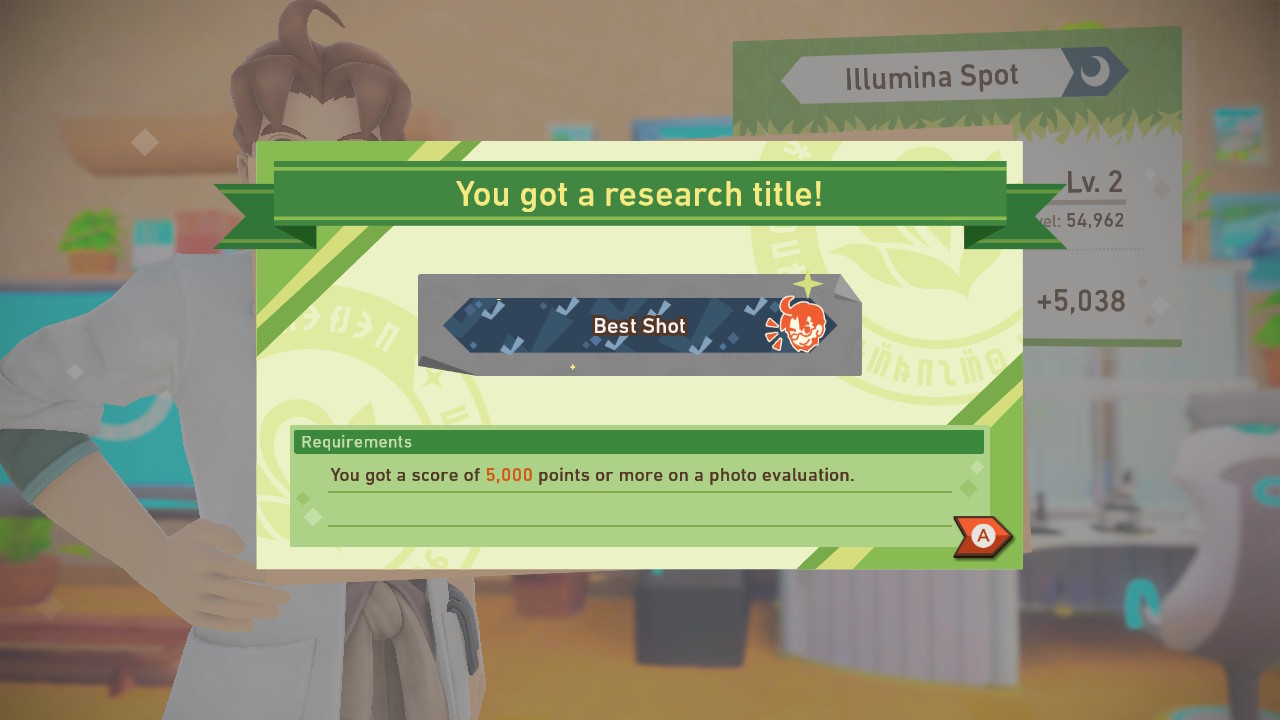 Illumina Spot
You got a research title!
Lv. 2
54,962
Best Shot
+5,038
Requirements
You got a score of 5,000 points or more on a photo evaluation.
A